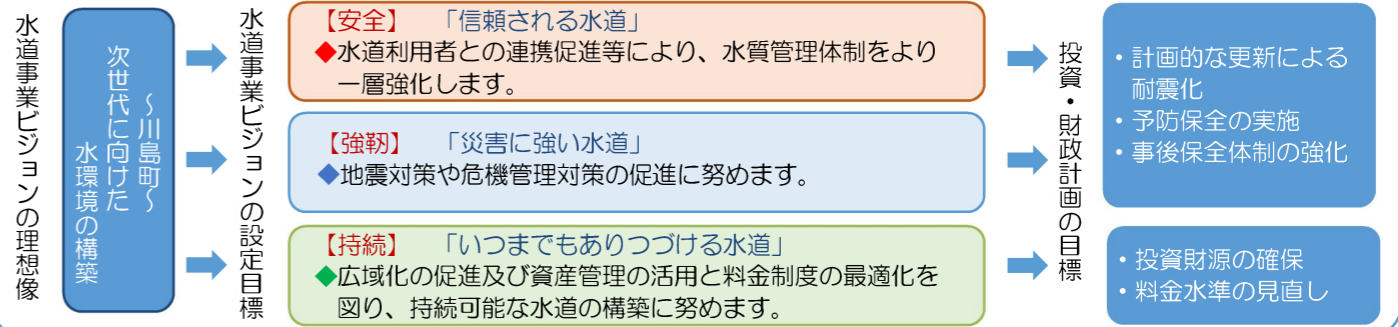 水道事業ビジョンの理想像
～川島町～
次世代に向けた
水環境の構築
水道事業ビジョンの設定目標
【安全】　「信頼される水道」
◆水道利用者との連携促進等により、水質管理体制をより
一層強化します。
【強靭】　「災害に強い水道」
◆地震対策や危機管理対策の促進に努めます。
【持続】　「いつまでもありつづける水道」
◆広域化の促進及び資産管理の活用と料金制度の最適化を
図り、持続可能な水道の構築に努めます。
投資・財政計画の目標
・計画的な更新による
耐震化
・予防保全の実施
・事後保全体制の強化
・投資財源の確保
・料金水準の見直し